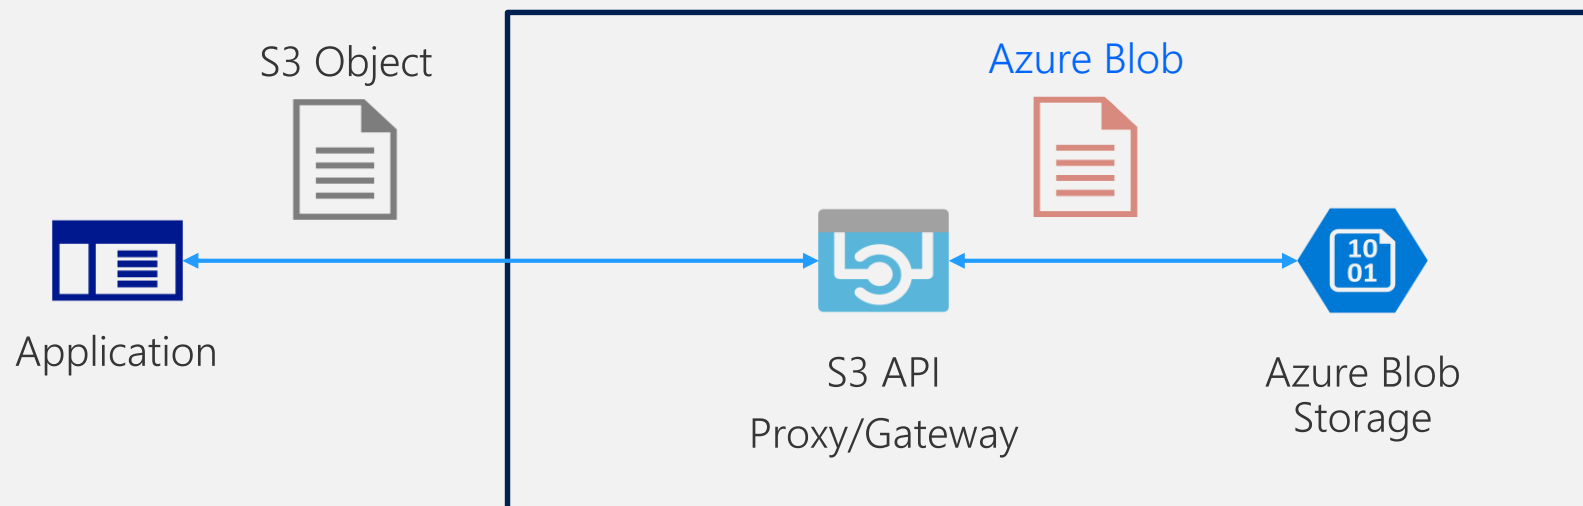 S3 Object
Azure Blob
10
01
Application
S3 API
Proxy/Gateway
Azure Blob
Storage